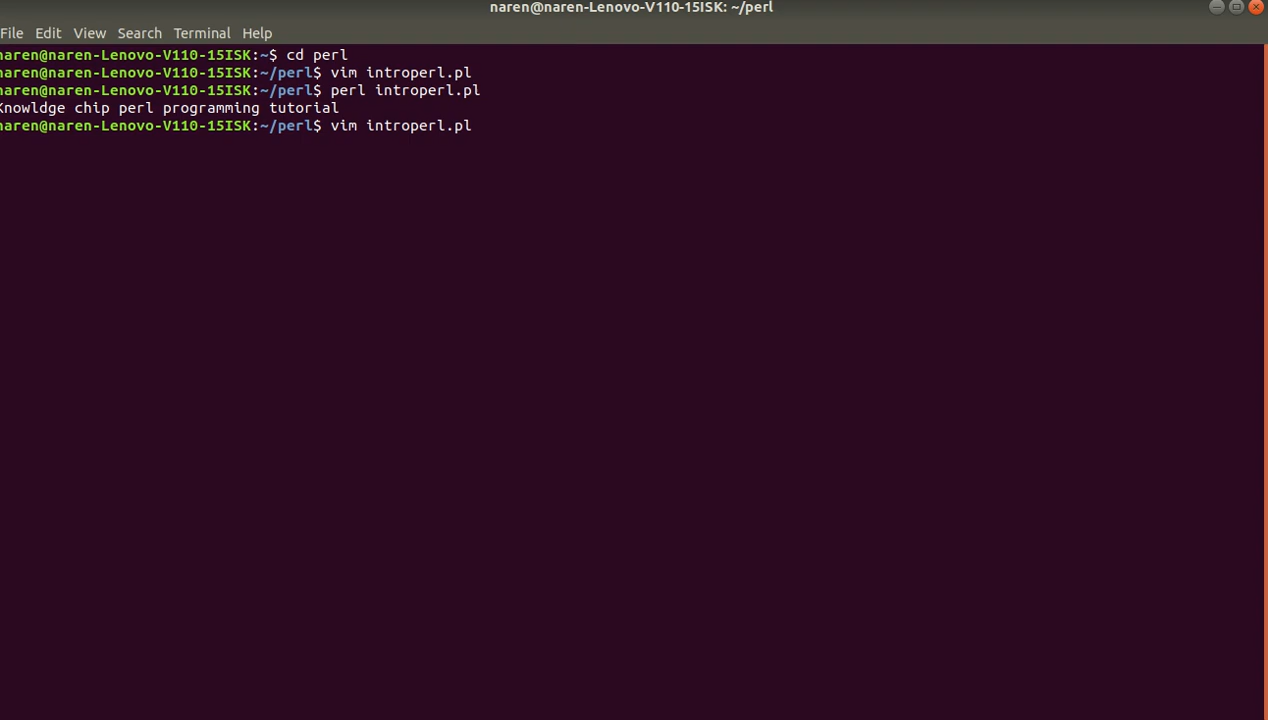 naren@naren-Lenovo-V110-15ISK: ~/perl
File Edit View Search Terminal Help
naren@naren-Lenovo-V110-15ISK:~$ cd perl
naren@naren-Lenovo-V110-15ISK:~/perl$ vim introperl.pl
naren@naren-Lenovo-V110-15ISK:~/perl$ perl introperl.pl
Knowldge chip perl programming tutorial
naren@naren-Lenovo-V110-15ISK:~/perl$ vim introperl.pl